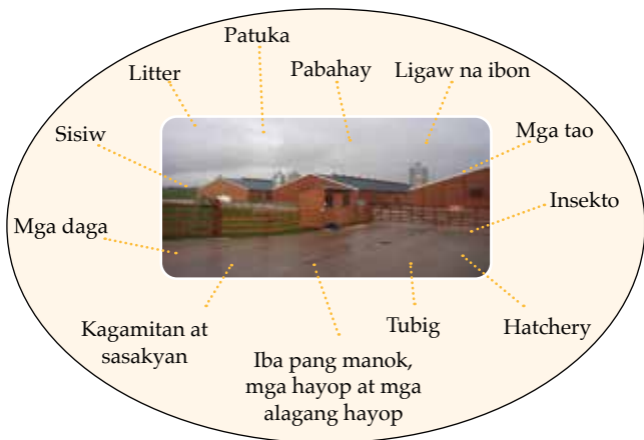 Patuka
Litter
Pabahay
Ligaw na ibon
Sisiw
Mga tao
Insekto
Mga daga
Kagamitan at
sasakyan
Iba pang manok,
mga hayop at mga
alagang hayop
Tubig
Hatchery